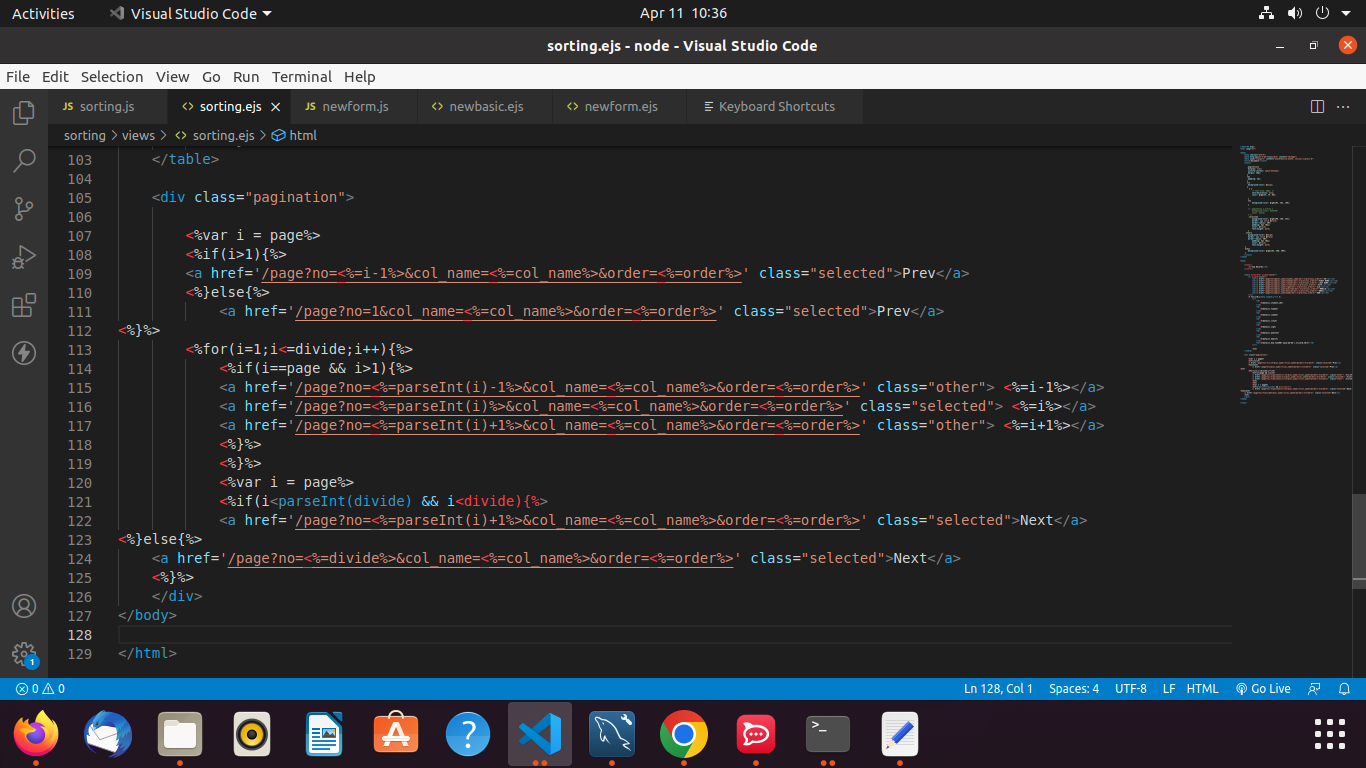 Activities Visual Studio Code Apr 11 10:36
sorting.ejs - node - Visual Studio Code
File Edit Selection View Go Run Terminal Help
JS sorting.js <> sorting.ejs JS newform.js <> newbasic.ejs <> newform.ejs Keyboard Shortcuts
sorting > views > <> sorting.ejs > html
103 </table>
104
105 <div class="pagination">
106
107 <%var i = page%>
108 <%if(i>1){%>
109 <a href='/page?no=<%=i-1%>&col_name=<%=col_name%>&order=<%=order%>' class="selected">Prev</a>
110 <%}else{%>
111 <a href='/page?no=1&col_name=<%=col_name%>&order=<%=order%>' class="selected">Prev</a>
112 <%}%>
113 <%for(i=1;i<=divide;i++){%>
114 <%if(i==page && i>1){%>
115 <a href='/page?no=<%=parseInt(i)-1%>&col_name=<%=col_name%>&order=<%=order%>' class="other"> <%=i-1%></a>
116 <a href='/page?no=<%=parseInt(i)%>&col_name=<%=col_name%>&order=<%=order%>' class="selected"> <%=i%></a>
117 <a href='/page?no=<%=parseInt(i)+1%>&col_name=<%=col_name%>&order=<%=order%>' class="other"> <%=i+1%></a>
118 <%}%>
119 <%}%>
120 <%var i = page%>
121 <%if(i<parseInt(divide) && i<divide){%>
122 <a href='/page?no=<%=parseInt(i)+1%>&col_name=<%=col_name%>&order=<%=order%>' class="selected">Next</a>
123 <%}else{%>
124 <a href='/page?no=<%=divide%>&col_name=<%=col_name%>&order=<%=order%>' class="selected">Next</a>
125 <%}%>
126 </div>
127 </body>
128
129 </html>
1
0 0 Ln 128, Col 1 Spaces: 4 UTF-8 LF HTML Go Live